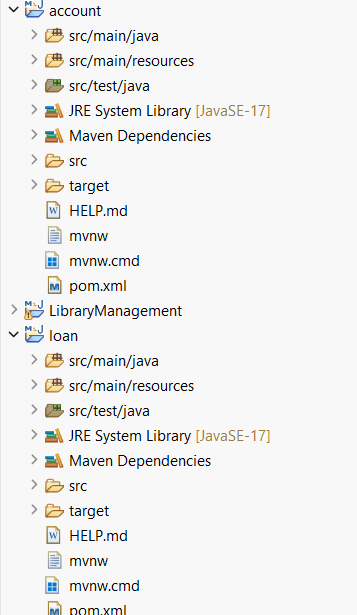 account
src/main/java
src/main/resources
src/test/java
JRE System Library [JavaSE-17]
Maven Dependencies
src
target
HELP.md
mvnw
mvnw.cmd
pom.xml
LibraryManagement
loan
src/main/java
src/main/resources
src/test/java
JRE System Library [JavaSE-17]
Maven Dependencies
src
target
HELP.md
mvnw
mvnw.cmd
pom.xml